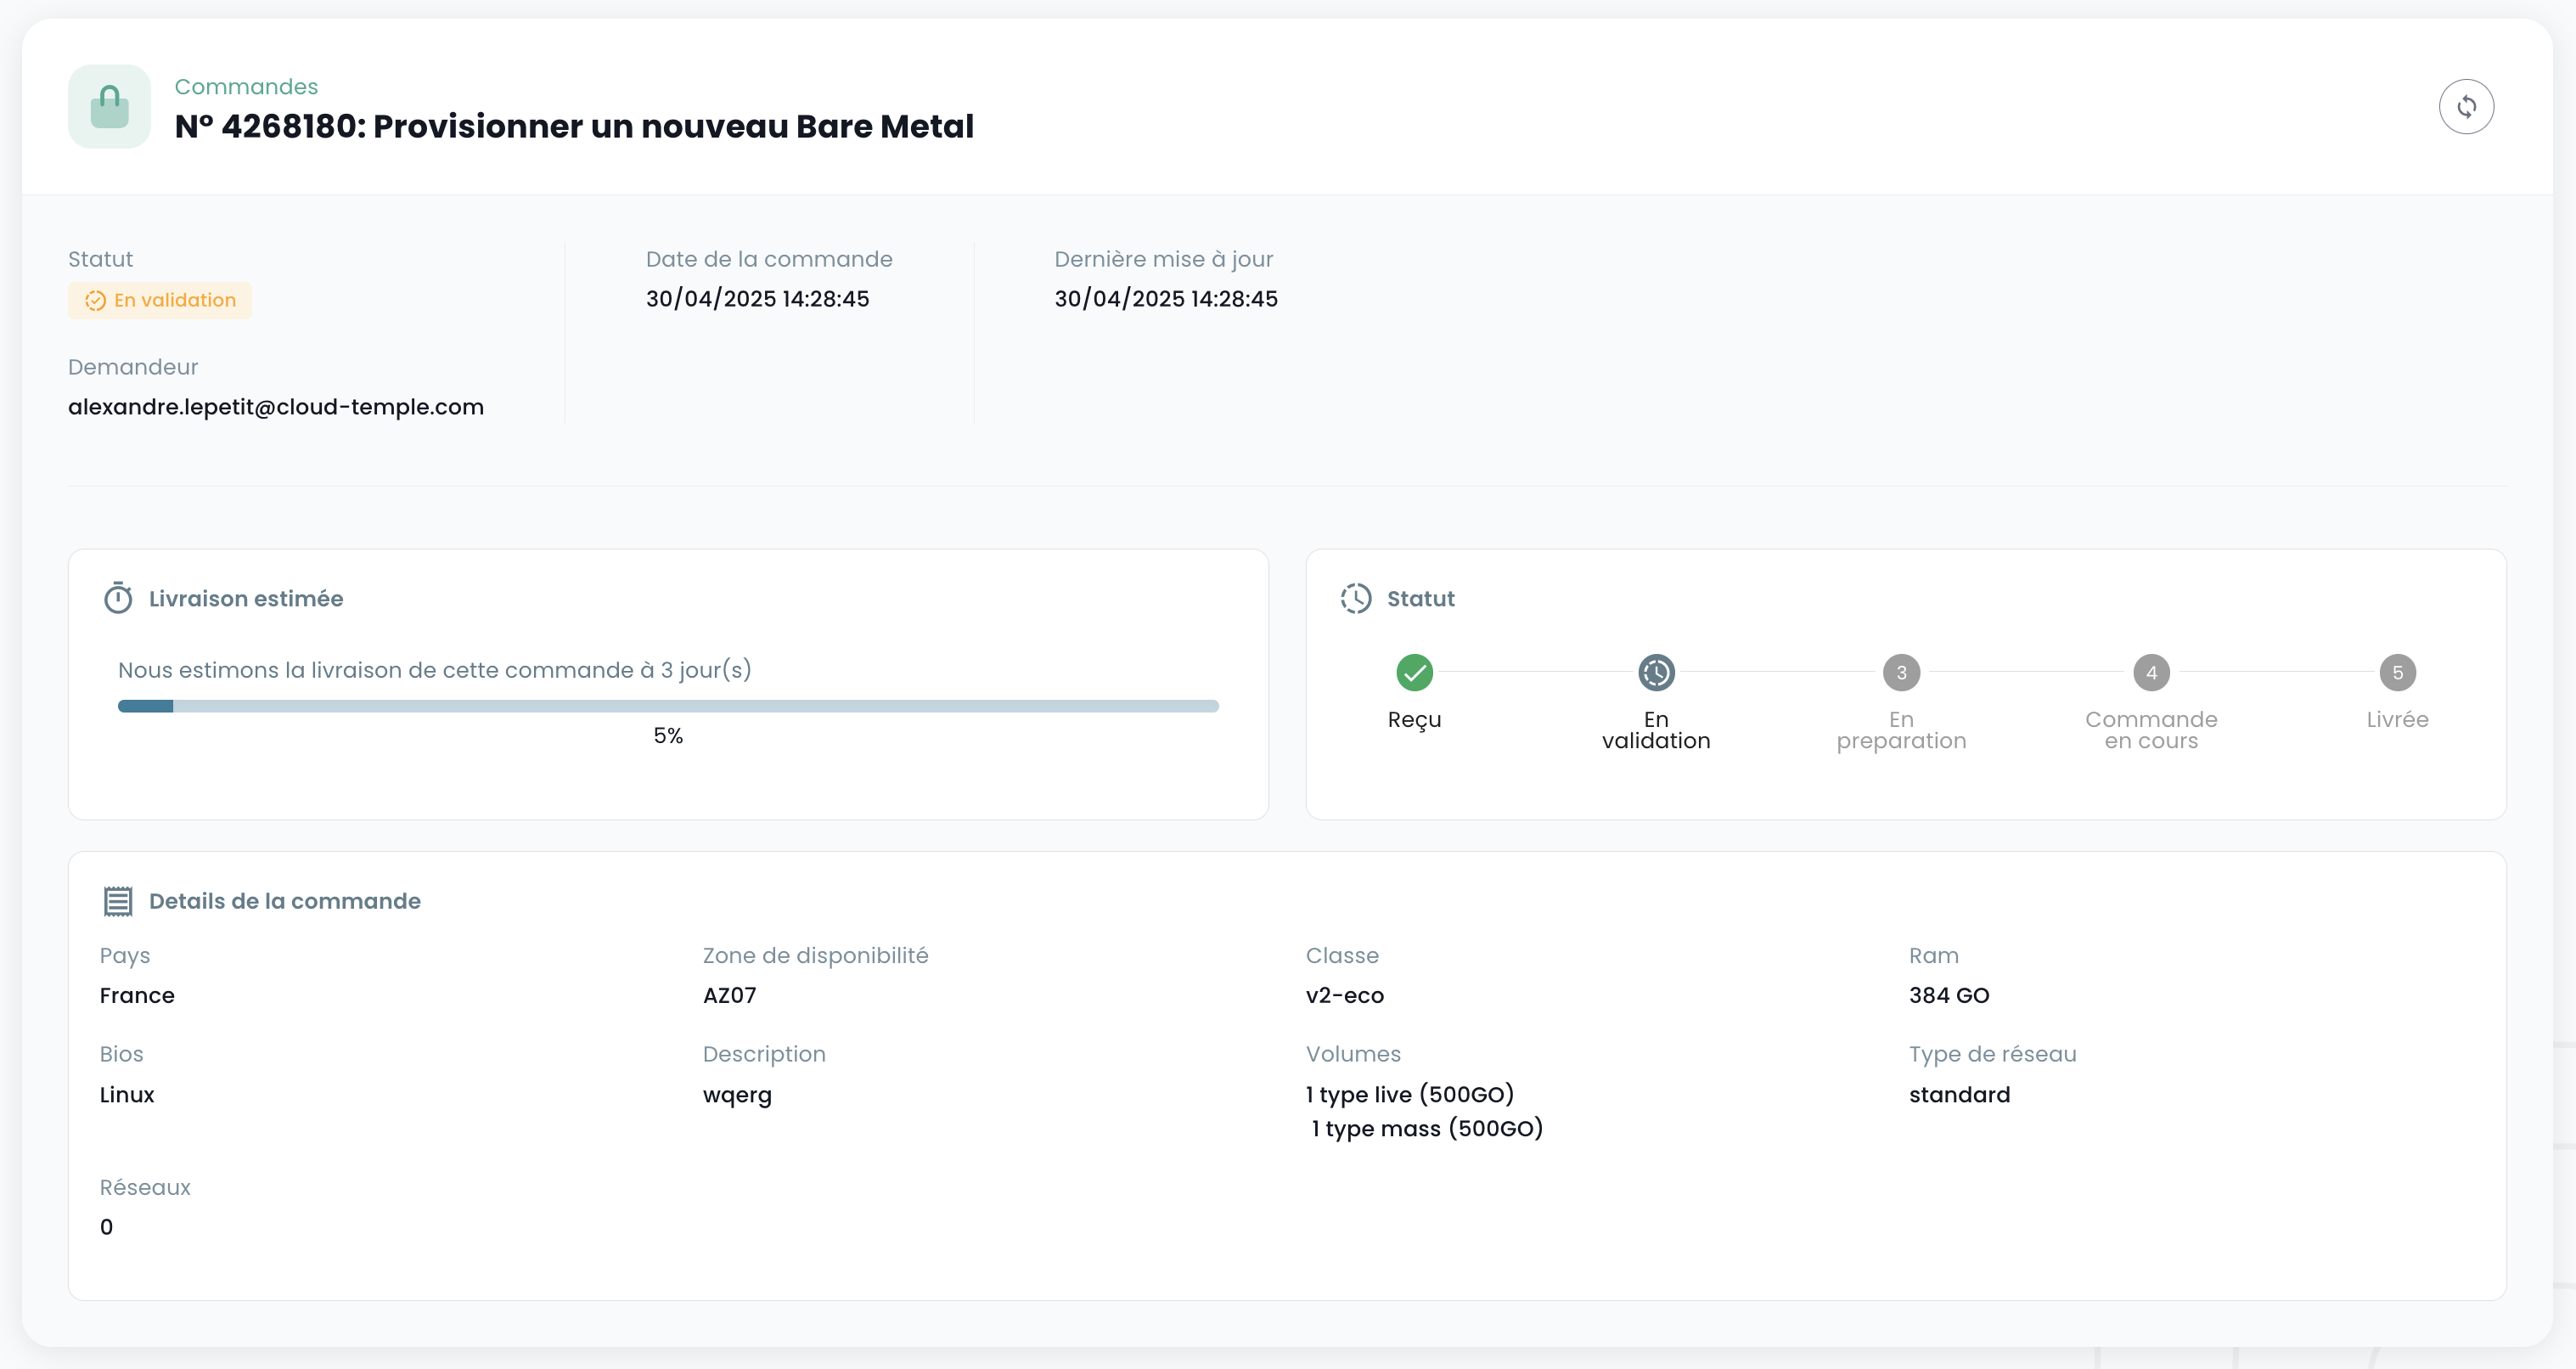 Commandes
N° 4268180: Provisionner un nouveau Bare Metal
Statut
En validation
Demandeur
alexandre.lepetit@cloud-temple.com
Date de la commande
30/04/2025 14:28:45
Dernière mise à jour
30/04/2025 14:28:45
Livraison estimée
Nous estimons la livraison de cette commande à 3 jour(s)
5%
Statut
Reçu
En
validation
3
En
preparation
4
Commande
en cours
5
Livrée
Details de la commande
Pays
France
Zone de disponibilité
AZ07
Classe
v2-eco
Ram
384 GO
Bios
Linux
Description
wqerg
Volumes
1 type live (500GO)
1 type mass (500GO)
Type de réseau
standard
Réseaux
0